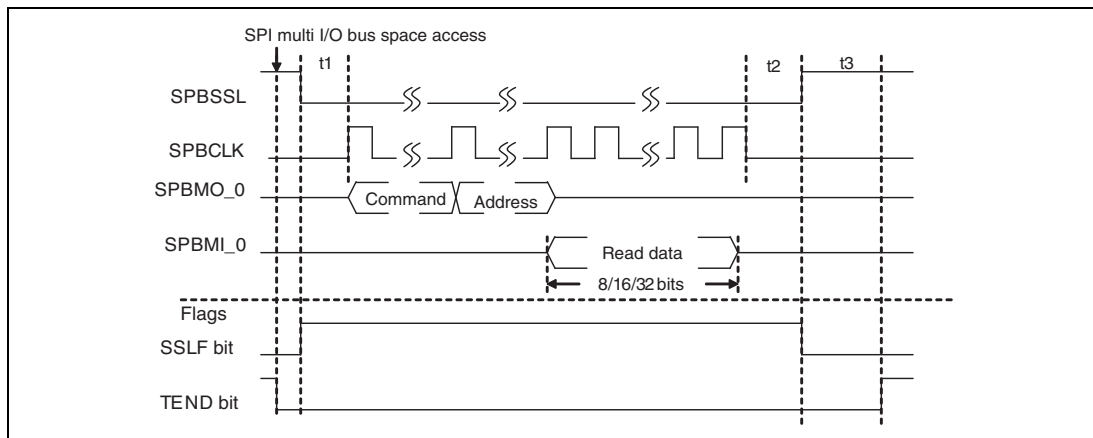 SPI multi I/O bus space access
t1
t2
t3
SPBSSL
SPBCLK
SPBMO_0
Command
Address
SPBMI_0
Read data
8/16/32 bits
Flags
SSLF bit
TEND bit